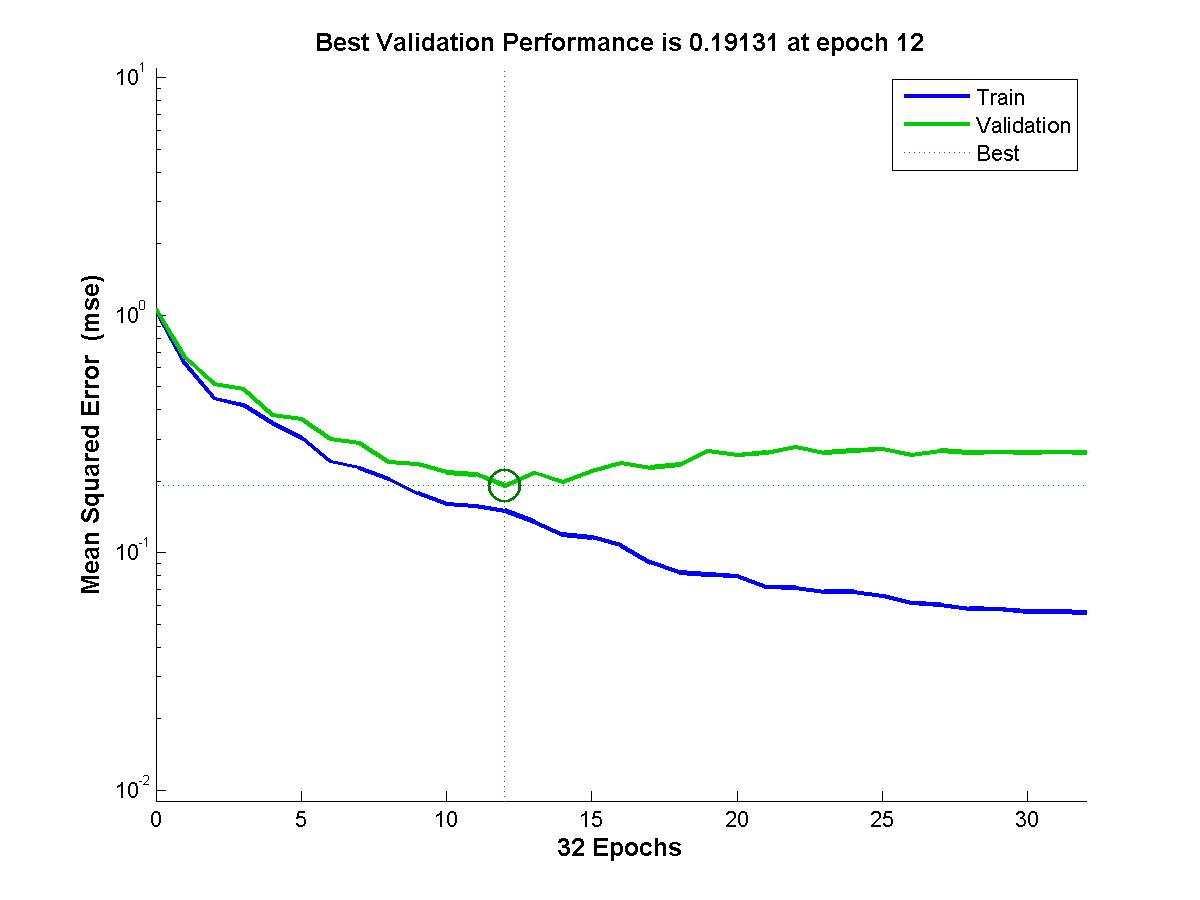 Best Validation Performance is 0.19131 at epoch 12
Train
Validation
Best
Mean Squared Error (mse)
10^1
10^0
10^-1
10^-2
0 5 10 15 20 25 30
32 Epochs